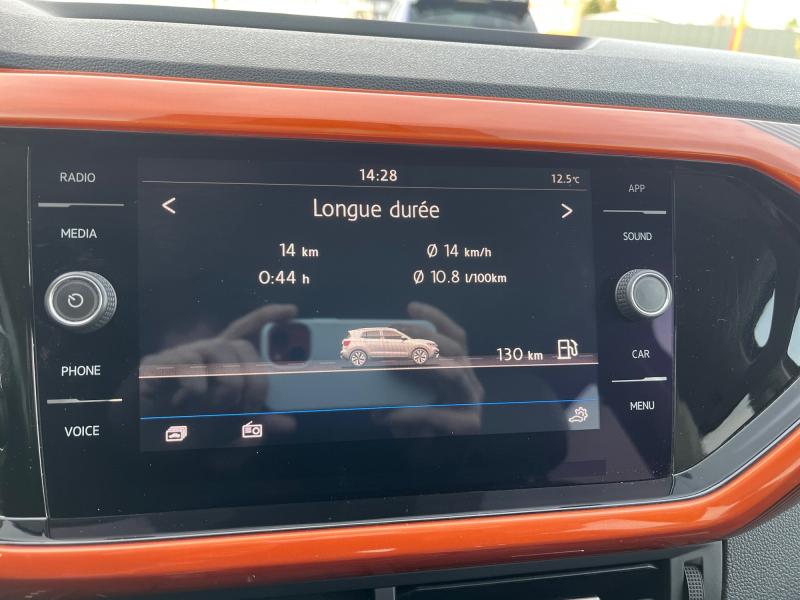 RADIO
MEDIA
PHONE
VOICE
14:28
12.5°C
< Longue durée >
14 km
Ø 14 km/h
0:44 h
Ø 10.8 l/100km
130 km
APP
SOUND
CAR
MENU